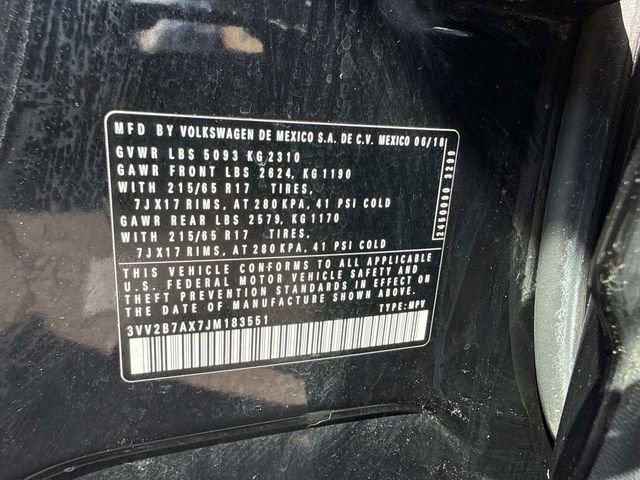 MFD BY VOLKSWAGEN DE MEXICO S.A. DE C.V. MEXICO 06/18
GVWR LBS 5093 KG 2310
GAWR FRONT LBS 2624, KG 1190
WITH 215/65 R17 TIRES,
7JX17 RIMS, AT 280 KPA, 41 PSI COLD
GAWR REAR LBS 2579, KG 1170
WITH 215/65 R17 TIRES,
7JX17 RIMS, AT 280 KPA, 41 PSI COLD
THIS VEHICLE CONFORMS TO ALL APPLICABLE
U.S. FEDERAL MOTOR VEHICLE SAFETY AND
THEFT PREVENTION STANDARDS IN EFFECT ON
THE DATE OF MANUFACTURE SHOWN ABOVE.
3VV2B7AX7JM183551 TYPE: MPV
2450090 3299